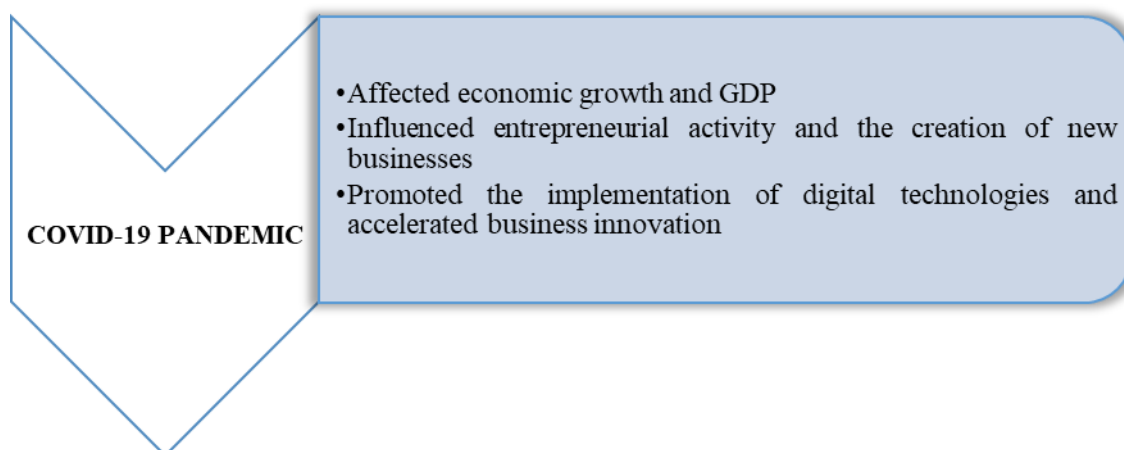 COVID-19 PANDEMIC
•Affected economic growth and GDP
•Influenced entrepreneurial activity and the creation of new
businesses
•Promoted the implementation of digital technologies and
accelerated business innovation